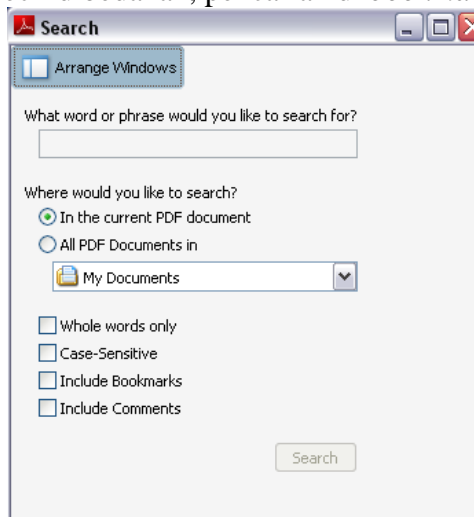 Search
Arrange Windows
What word or phrase would you like to search for?
Where would you like to search?
In the current PDF document
All PDF Documents in
My Documents
Whole words only
Case-Sensitive
Include Bookmarks
Include Comments
Search